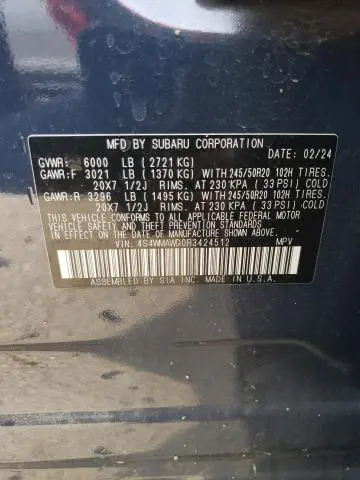 MFD BY SUBARU CORPORATION
GVWR: 6000 LB (2721 KG) DATE: 02/24
GAWR:F 3021 LB (1370 KG) WITH 245/50R20 102H TIRES,
20X7 1/2J RIMS, AT 230 KPA (33 PSI) COLD
GAWR:R 3296 LB (1495 KG) WITH 245/50R20 102H TIRES,
20X7 1/2J RIMS, AT 230 KPA (33 PSI) COLD
THIS VEHICLE CONFORMS TO ALL APPLICABLE FEDERAL MOTOR
VEHICLE SAFETY STANDARDS IN EFFECT ON THE DATE OF
MANUFACTURE SHOWN ABOVE.
VIN: 4S4WMAWD0R3424512 MPV
ASSEMBLED BY SIA INC. MADE IN U.S.A.